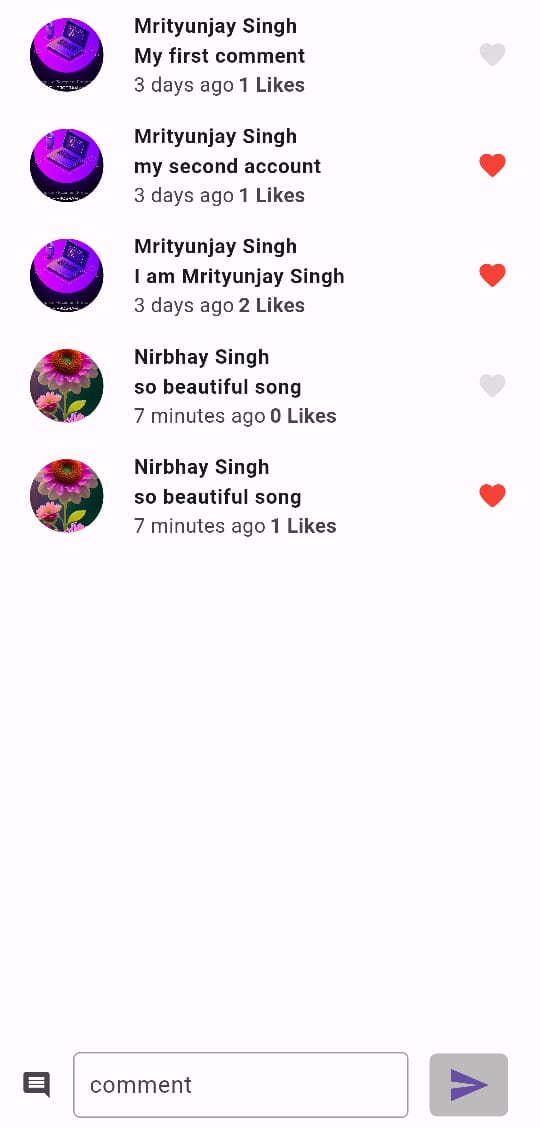 Mrityunjay Singh
My first comment
3 days ago 1 Likes
Mrityunjay Singh
my second account
3 days ago 1 Likes
Mrityunjay Singh
I am Mrityunjay Singh
3 days ago 2 Likes
Nirbhay Singh
so beautiful song
7 minutes ago 0 Likes
Nirbhay Singh
so beautiful song
7 minutes ago 1 Likes
comment